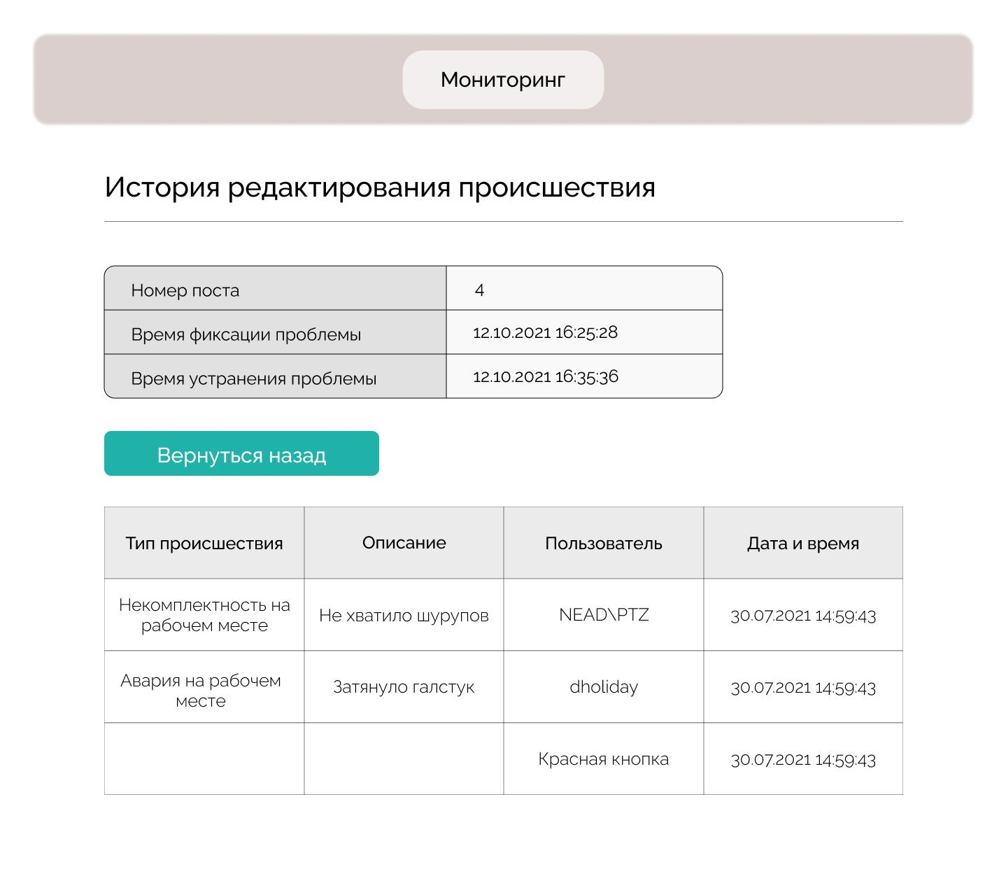 Мониторинг
История редактирования происшествия
Номер поста 4
Время фиксации проблемы 12.10.2021 16:25:28
Время устранения проблемы 12.10.2021 16:35:36
Вернуться назад
Тип происшествия Описание Пользователь Дата и время
Некомплектность на
рабочем месте
Не хватило шурупов NEAD\PTZ 30.07.2021 14:59:43
Авария на рабочем
месте
Затянуло галстук dholiday 30.07.2021 14:59:43
Красная кнопка 30.07.2021 14:59:43